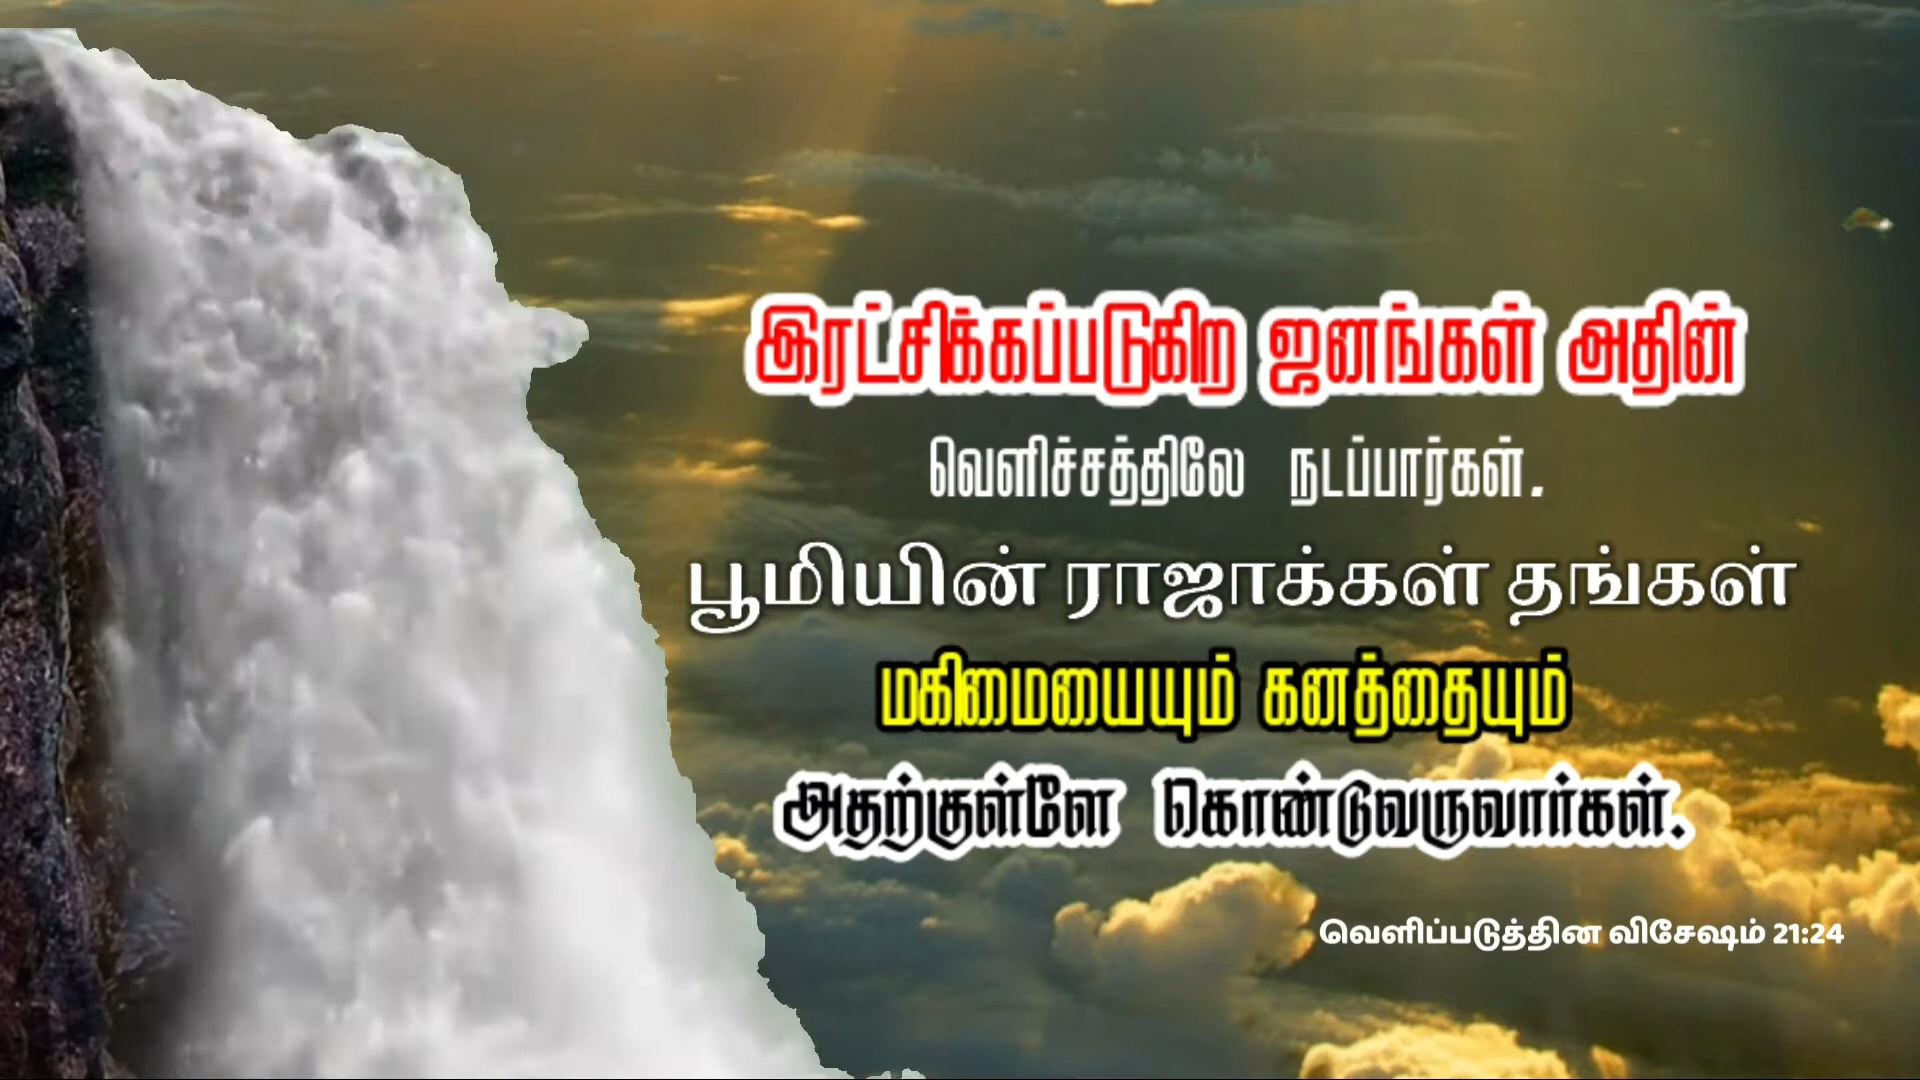 இரட்சிக்கப்படுகிற ஜனங்கள் அதின்
வெளிச்சத்திலே நடப்பார்கள்.
பூமியின் ராஜாக்கள் தங்கள்
மகிமையையும் கனத்தையும்
அதற்குள்ளே கொண்டுவருவார்கள்.
வெளிப்படுத்தின விசேஷம் 21:24